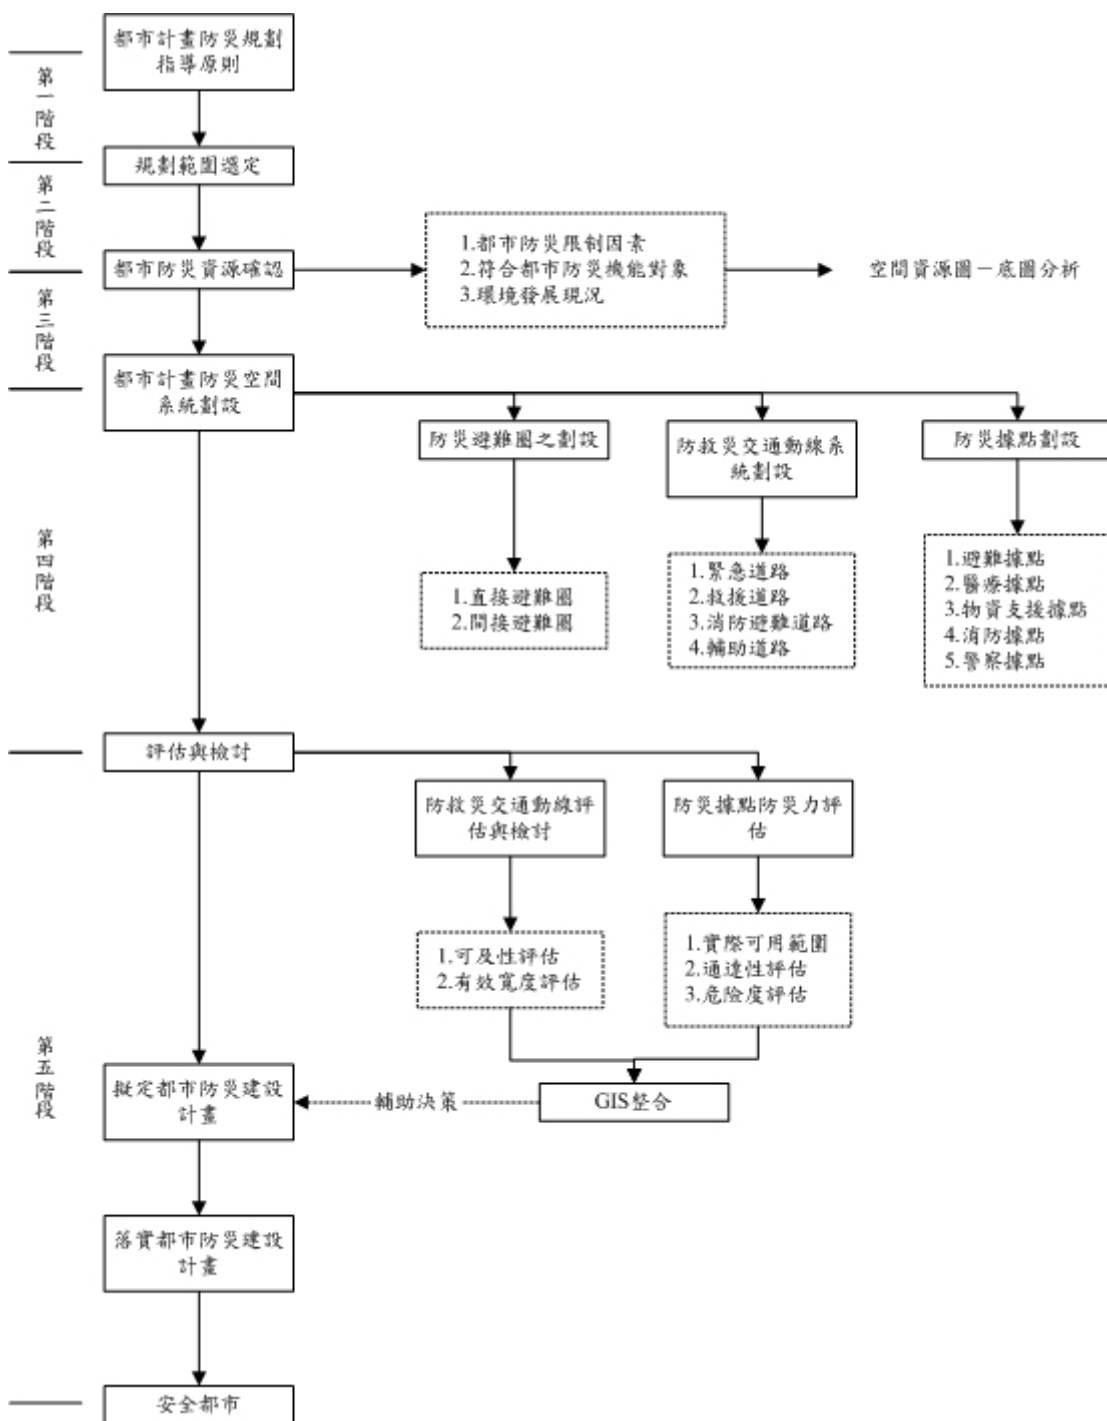 都市計畫防災規劃
指導原則
第一階段
規劃範圍選定
第二階段
都市防災資源確認
1.都市防災限制因素
2.符合都市防災機能對象
3.環境發展現況
空間資源圖－底圖分析
第三階段
都市計畫防災空間
系統劃設
防災避難圈之劃設
防救災交通動線系
統劃設
防災據點劃設
第四階段
1.直接避難圈
2.間接避難圈
1.緊急道路
2.救援道路
3.消防避難道路
4.輔助道路
1.避難據點
2.醫療據點
3.物資支援據點
4.消防據點
5.警察據點
評估與檢討
防救災交通動線評
估與檢討
防災據點防災力評
估
1.可及性評估
2.有效寬度評估
1.實際可用範圍
2.通達性評估
3.危險度評估
第五階段
擬定都市防災建設
計畫
輔助決策
GIS整合
落實都市防災建設
計畫
安全都市